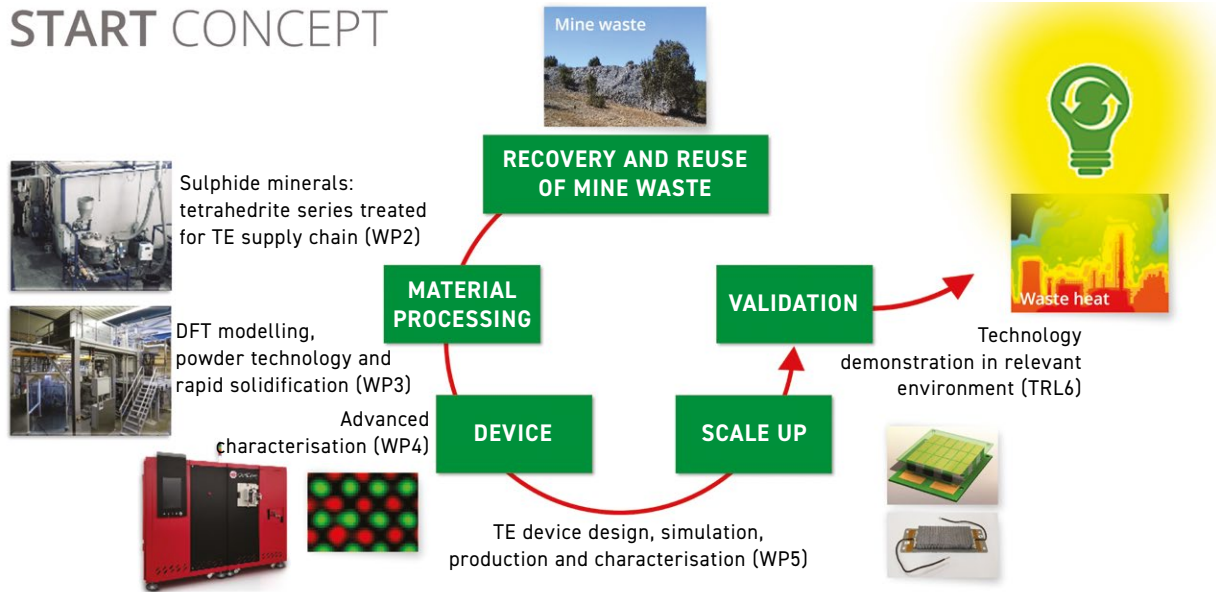 START CONCEPT
Mine waste
RECOVERY AND REUSE
OF MINE WASTE
Sulphide minerals:
tetrahedrite series treated
for TE supply chain (WP2)
MATERIAL
PROCESSING
DFT modelling,
powder technology and
rapid solidification (WP3)
Advanced
characterisation (WP4)
DEVICE
TE device design, simulation,
production and characterisation (WP5)
SCALE UP
VALIDATION
Waste heat
Technology
demonstration in relevant
environment (TRL6)